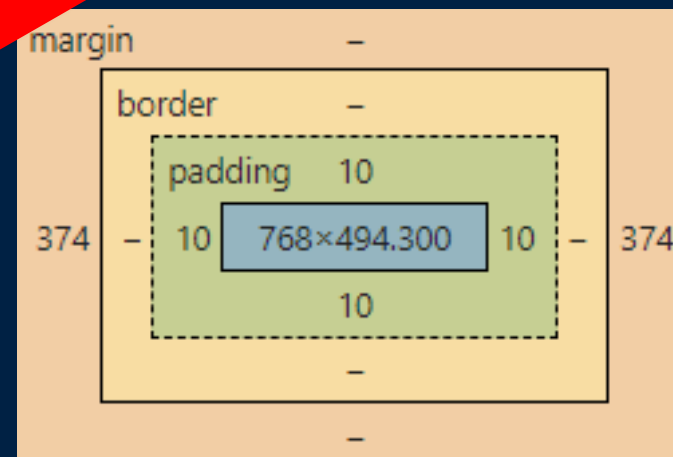 margin –
border –
padding 10
374 – 10 768×494.300 10 – 374
10
–
–